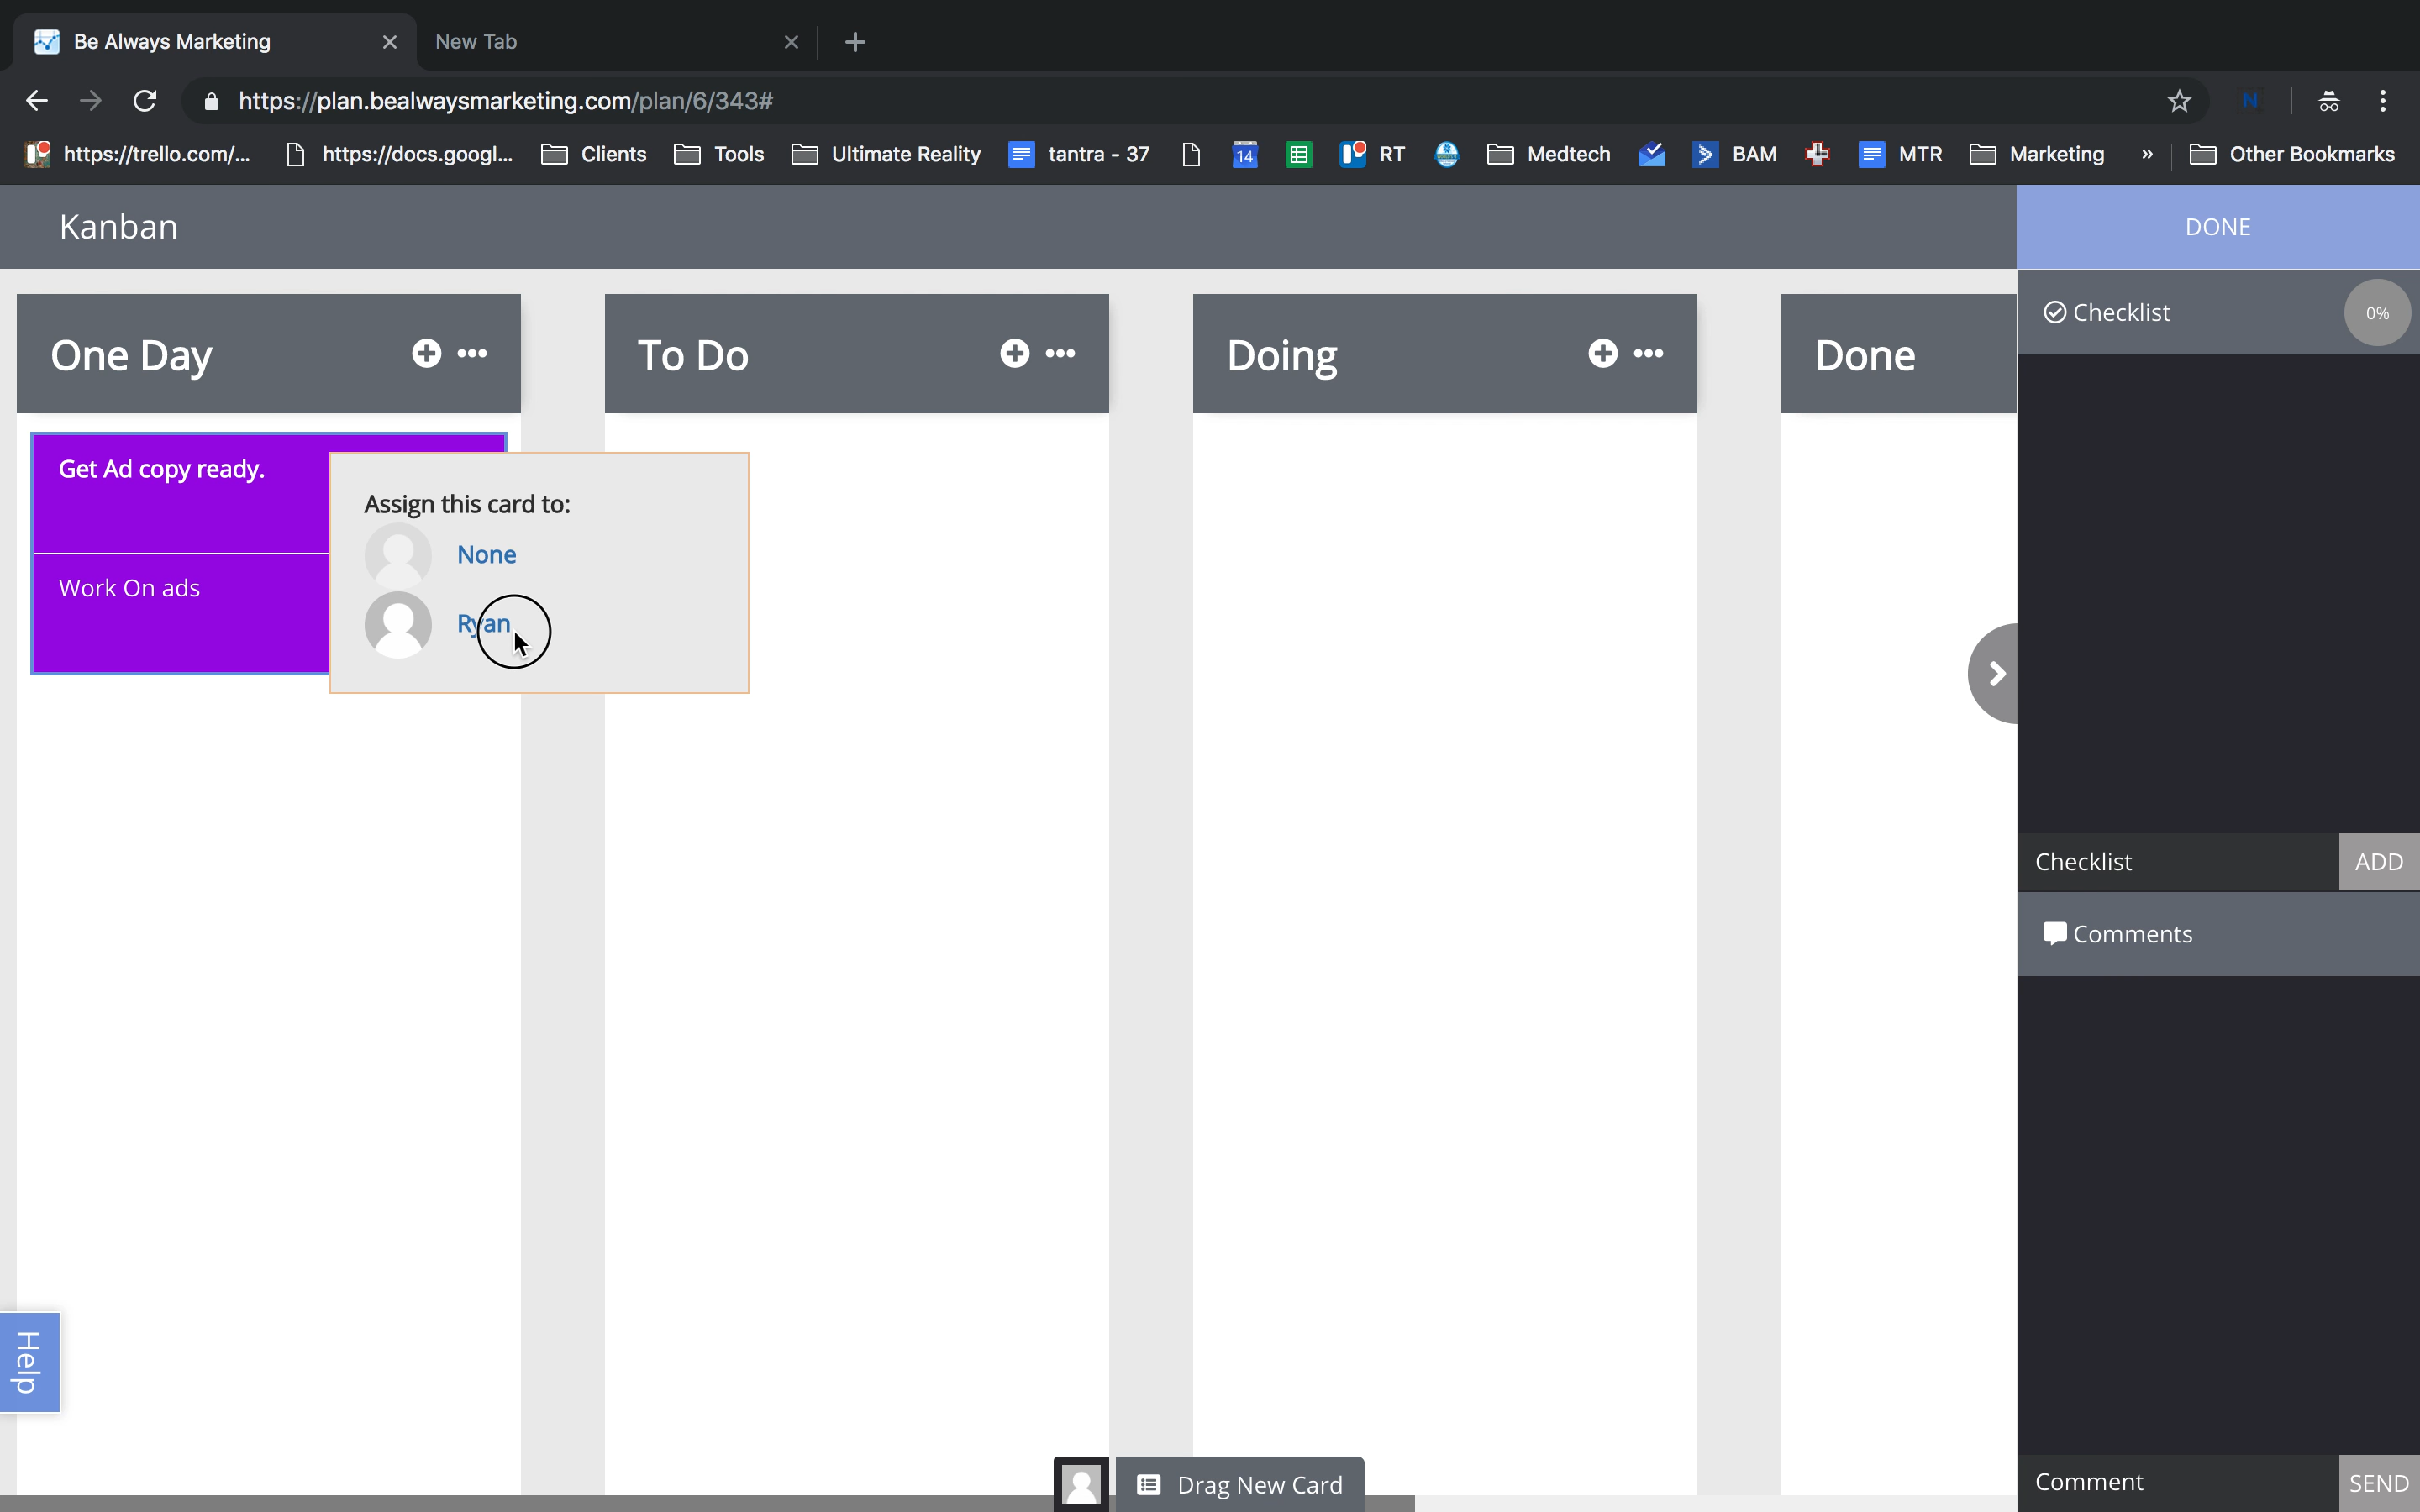 Be Always Marketing
New Tab
https://plan.bealwaysmarketing.com/plan/6/343#
https://trello.com/... https://docs.googl... Clients Tools Ultimate Reality tantra - 37 14 RT Medtech BAM MTR Marketing » Other Bookmarks
Kanban
DONE
One Day
To Do
Doing
Done
Checklist
0%
Get Ad copy ready.
Work On ads
Assign this card to:
None
Ryan
Checklist
ADD
Comments
Help
Drag New Card
Comment
SEND